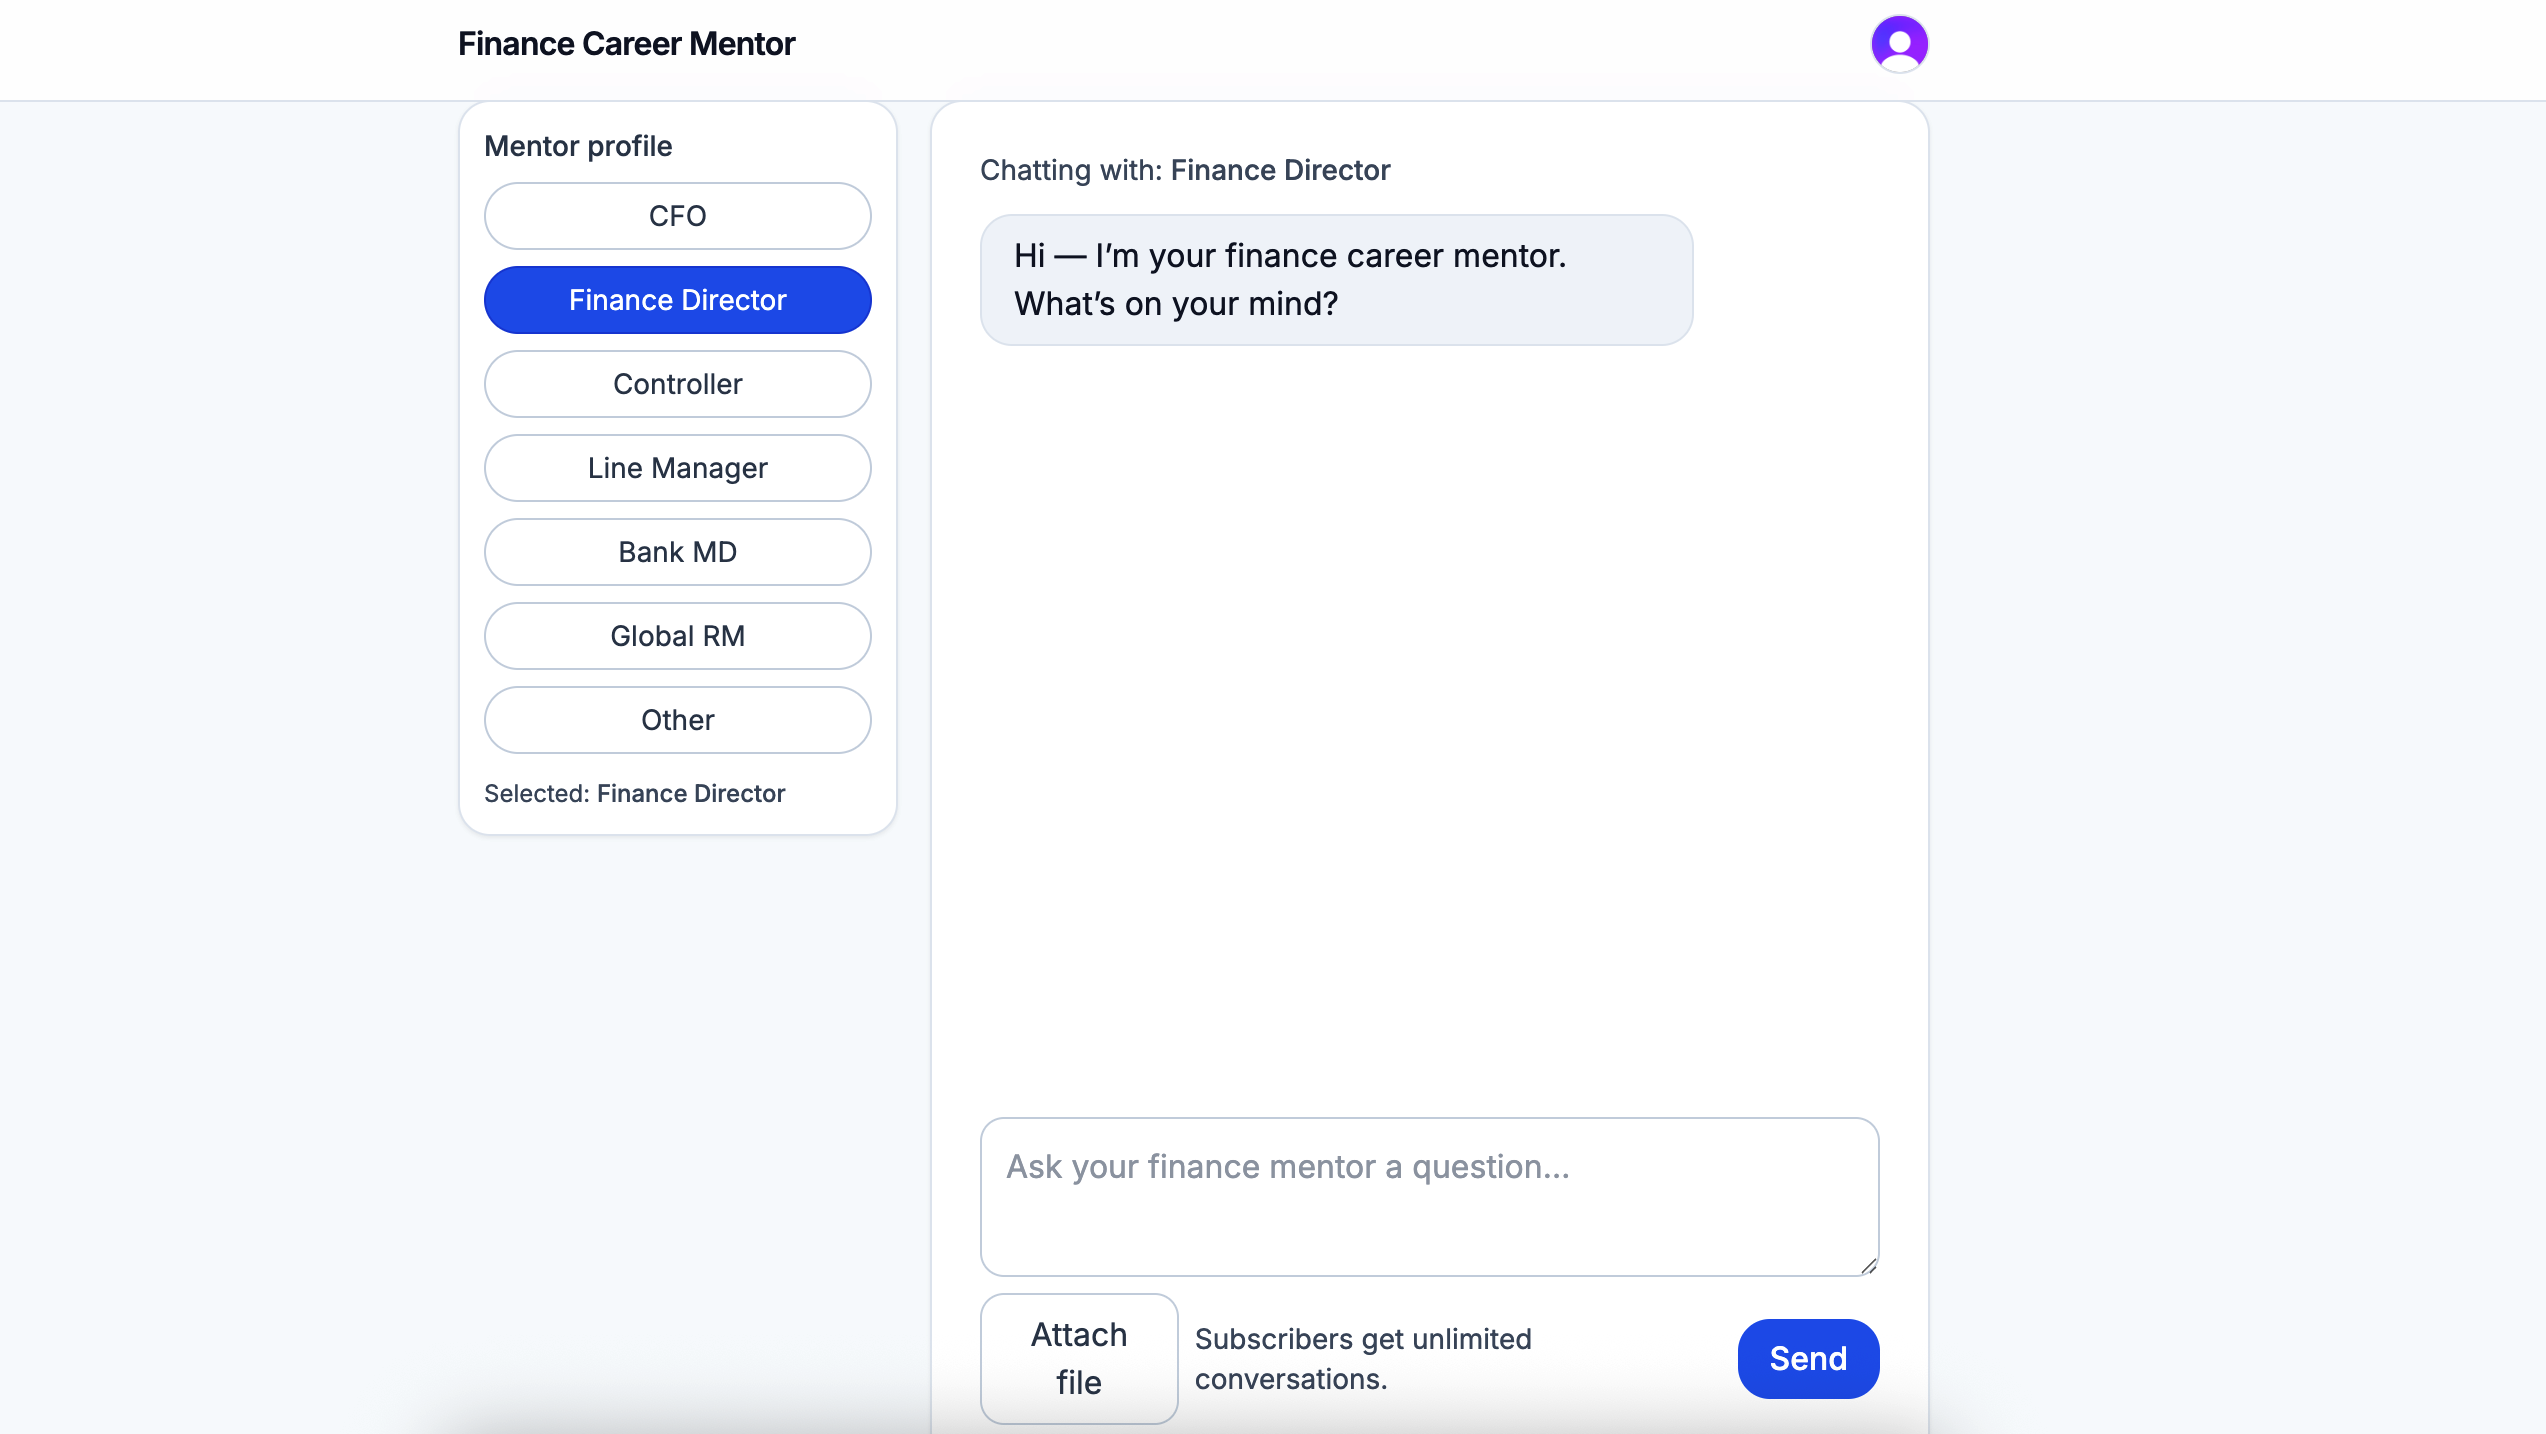 Finance Career Mentor
Mentor profile
CFO
Finance Director
Controller
Line Manager
Bank MD
Global RM
Other
Selected: Finance Director
Chatting with: Finance Director
Hi — I’m your finance career mentor.
What’s on your mind?
Ask your finance mentor a question...
Attach
file
Subscribers get unlimited
conversations.
Send